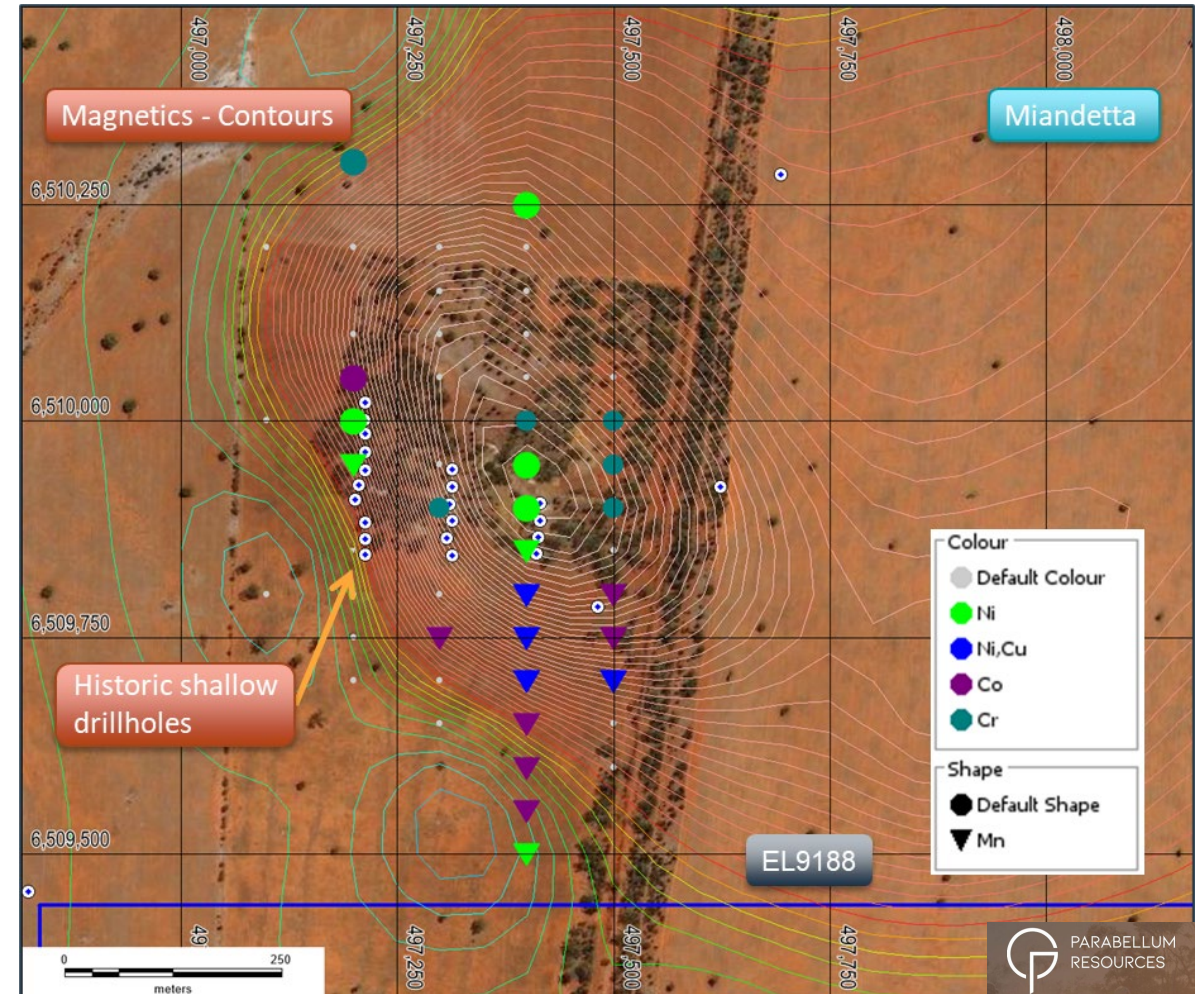 497,000
497,250
497,500
497,750
498,000
Magnetics - Contours
Miandetta
6,510,250
6,510,000
6,509,750
Historic shallow
drillholes
6,509,500
Colour
Default Colour
Ni
Ni,Cu
Co
Cr
Shape
Default Shape
Mn
EL9188
49
497,250
497,500
497,750
0 250
meters
PARABELLUM
RESOURCES